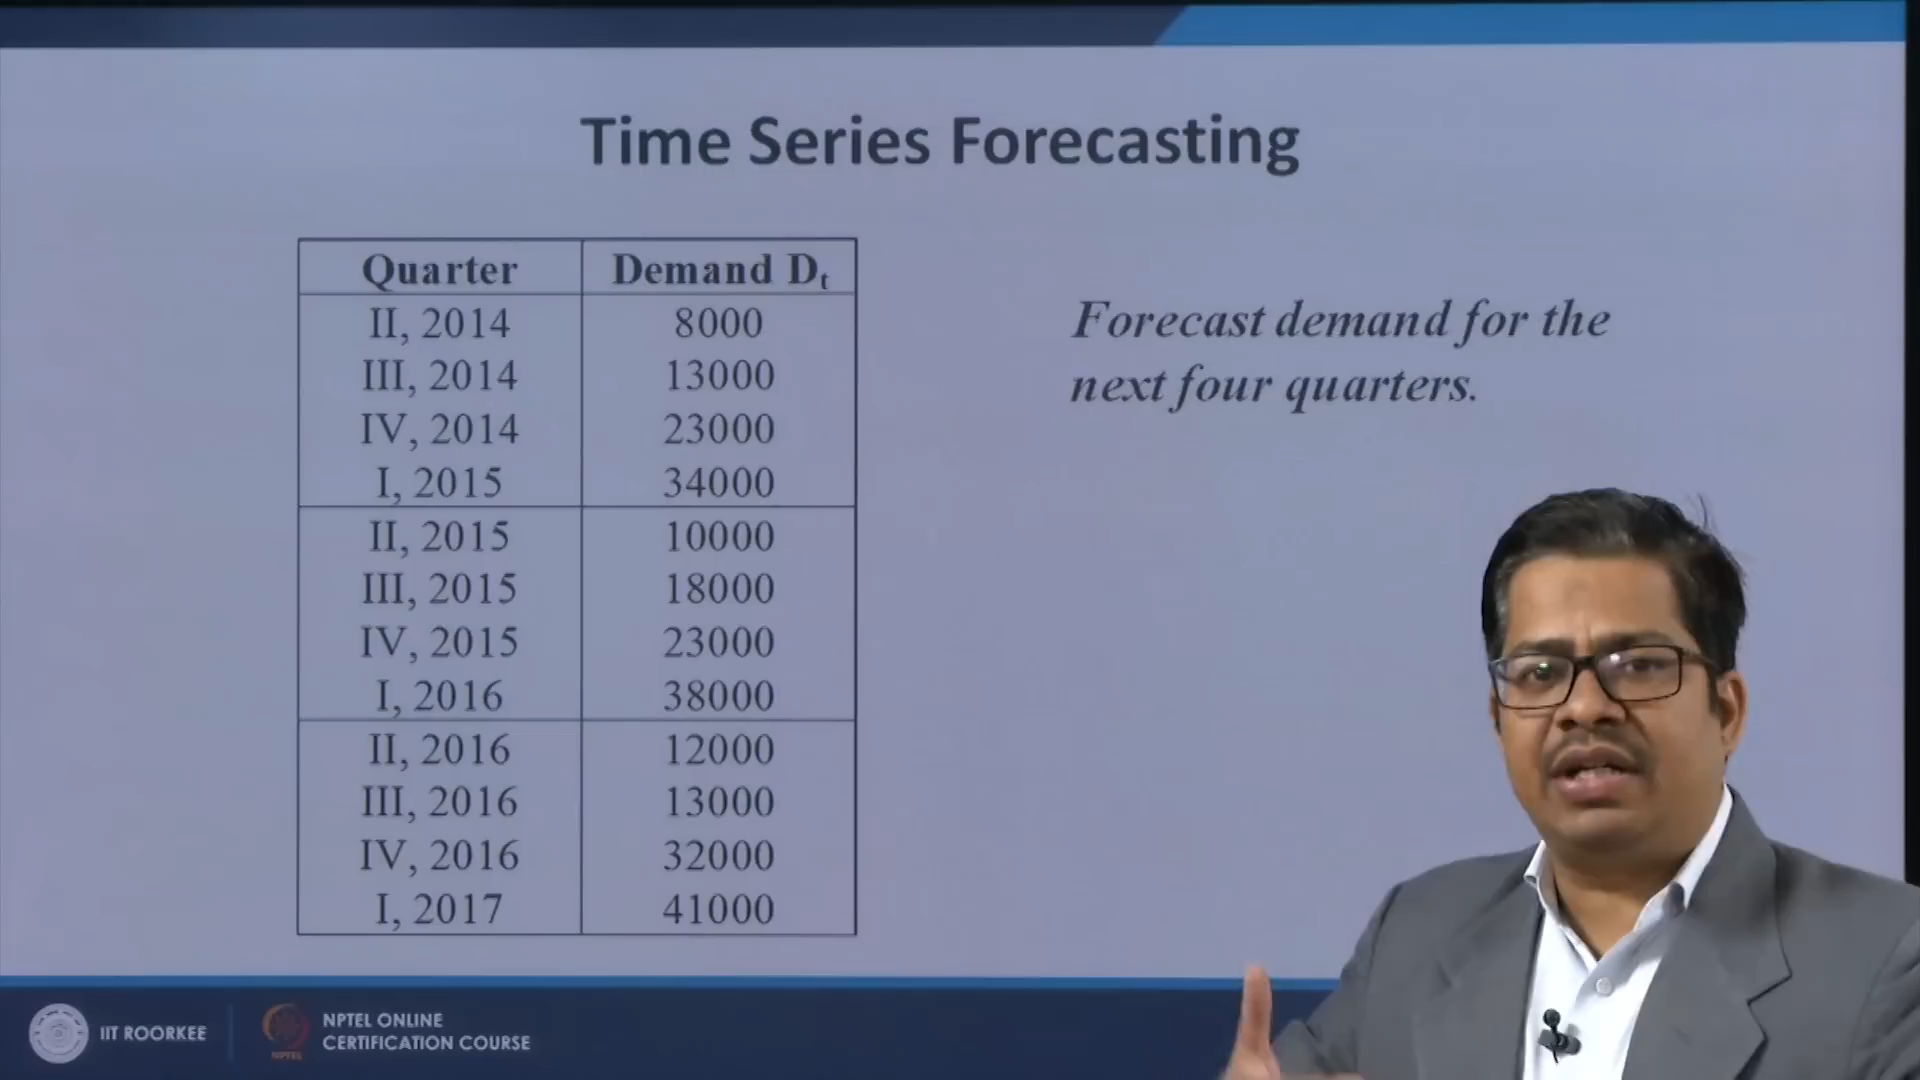 Time Series Forecasting
Quarter Demand Dt
II, 2014 8000
III, 2014 13000
IV, 2014 23000
I, 2015 34000
II, 2015 10000
III, 2015 18000
IV, 2015 23000
I, 2016 38000
II, 2016 12000
III, 2016 13000
IV, 2016 32000
I, 2017 41000
Forecast demand for the
next four quarters.
IIT ROORKEE
NPTEL
NPTEL ONLINE
CERTIFICATION COURSE